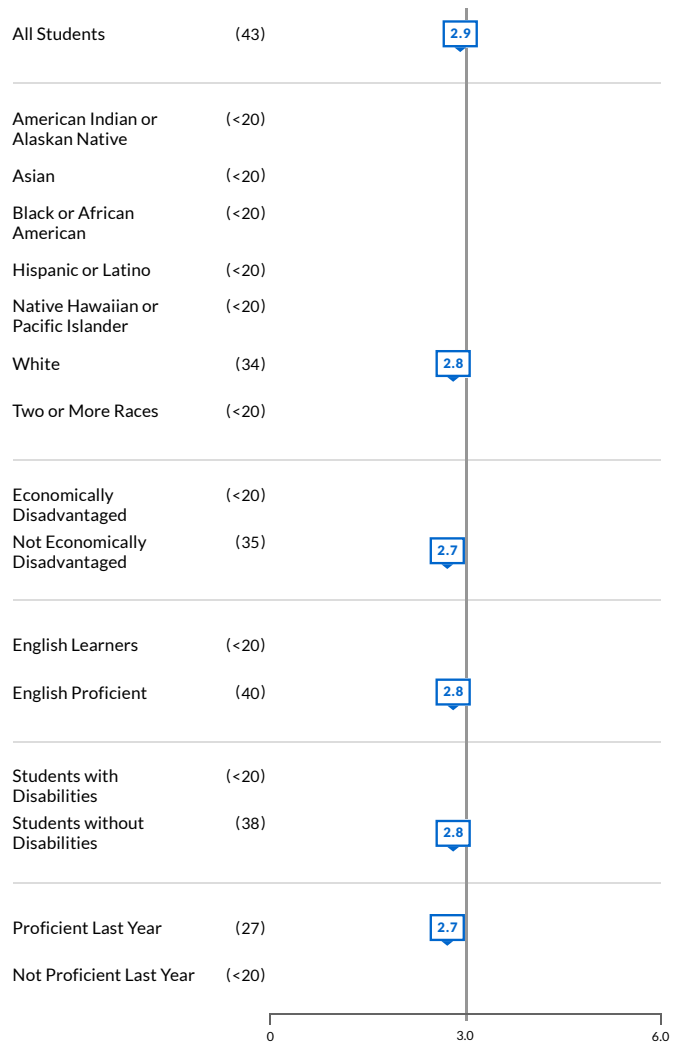 All Students (43) 2.9
American Indian or (<20)
Alaskan Native
Asian (<20)
Black or African (<20)
American
Hispanic or Latino (<20)
Native Hawaiian or (<20)
Pacific Islander
White (34) 2.8
Two or More Races (<20)
Economically (<20)
Disadvantaged
Not Economically (35) 2.7
Disadvantaged
English Learners (<20)
English Proficient (40) 2.8
Students with (<20)
Disabilities
Students without (38) 2.8
Disabilities
Proficient Last Year (27) 2.7
Not Proficient Last Year (<20)
0 3.0 6.0